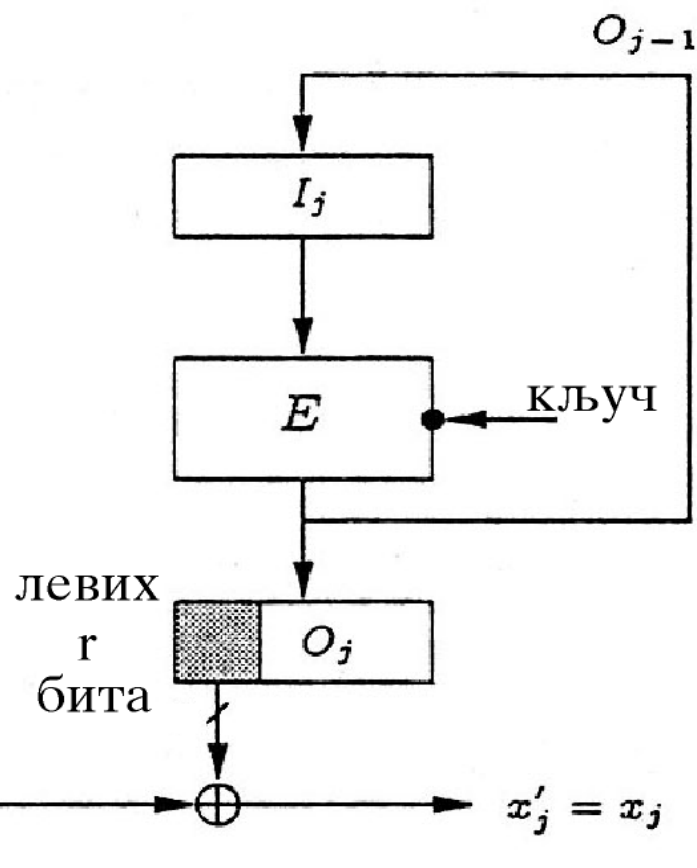 O_{j-1}
I_j
E
кључ
левих
r
бита
O_j
x'_j = x_j